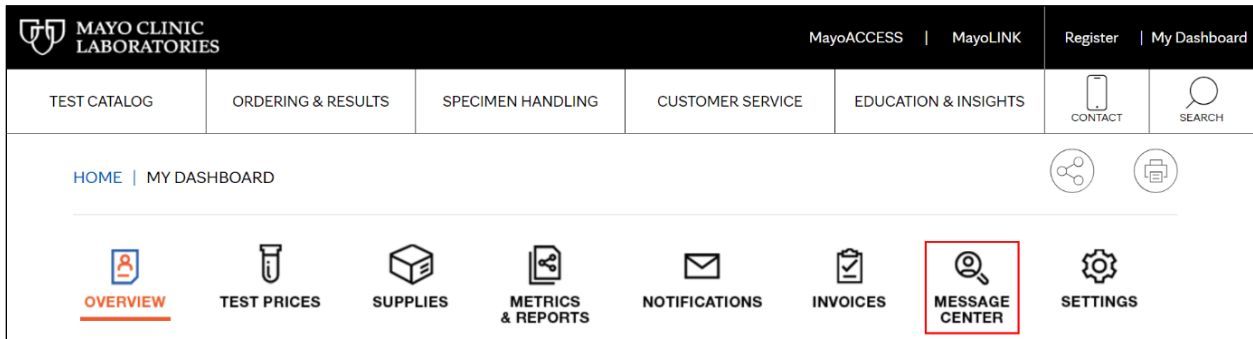 MAYO CLINIC
LABORATORIES
MayoACCESS | MayoLINK
Register | My Dashboard
TEST CATALOG
ORDERING & RESULTS
SPECIMEN HANDLING
CUSTOMER SERVICE
EDUCATION & INSIGHTS
CONTACT
SEARCH
HOME | MY DASHBOARD
OVERVIEW
TEST PRICES
SUPPLIES
METRICS
& REPORTS
NOTIFICATIONS
INVOICES
MESSAGE
CENTER
SETTINGS